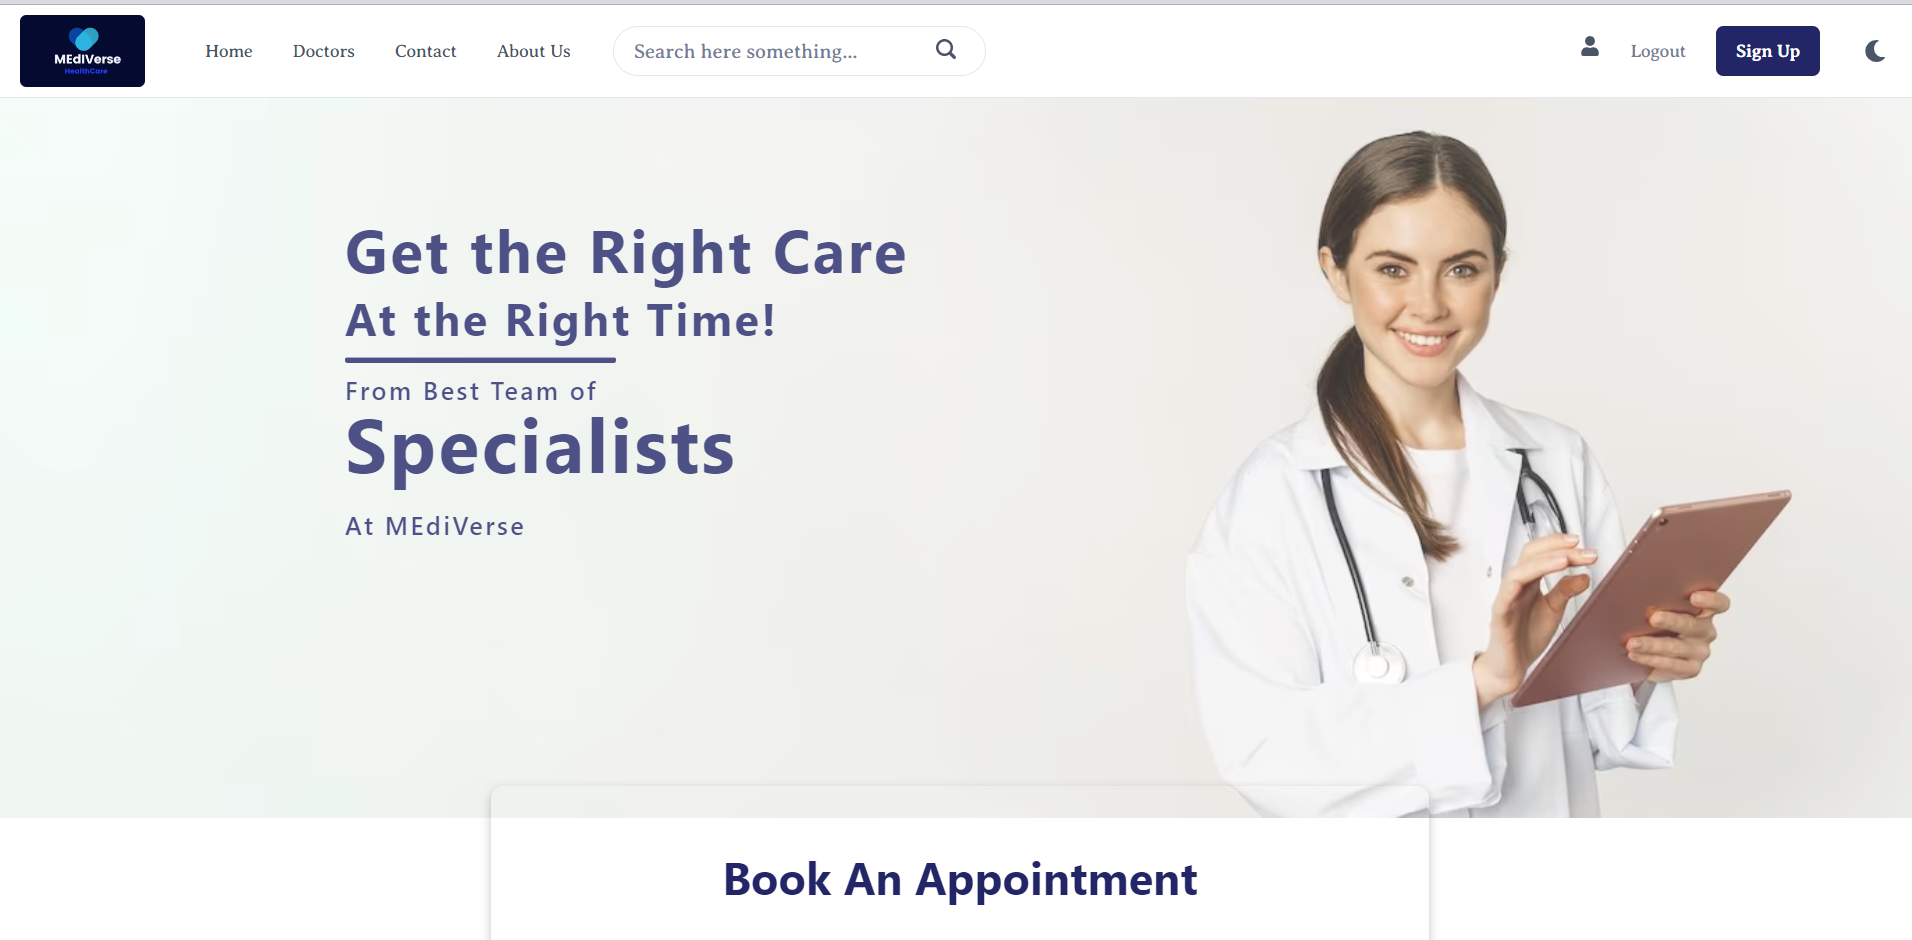 MEdIVerse
HealthCare
Home Doctors Contact About Us Search here something... Logout Sign Up
Get the Right Care
At the Right Time!
From Best Team of
Specialists
At MEdiVerse
Book An Appointment